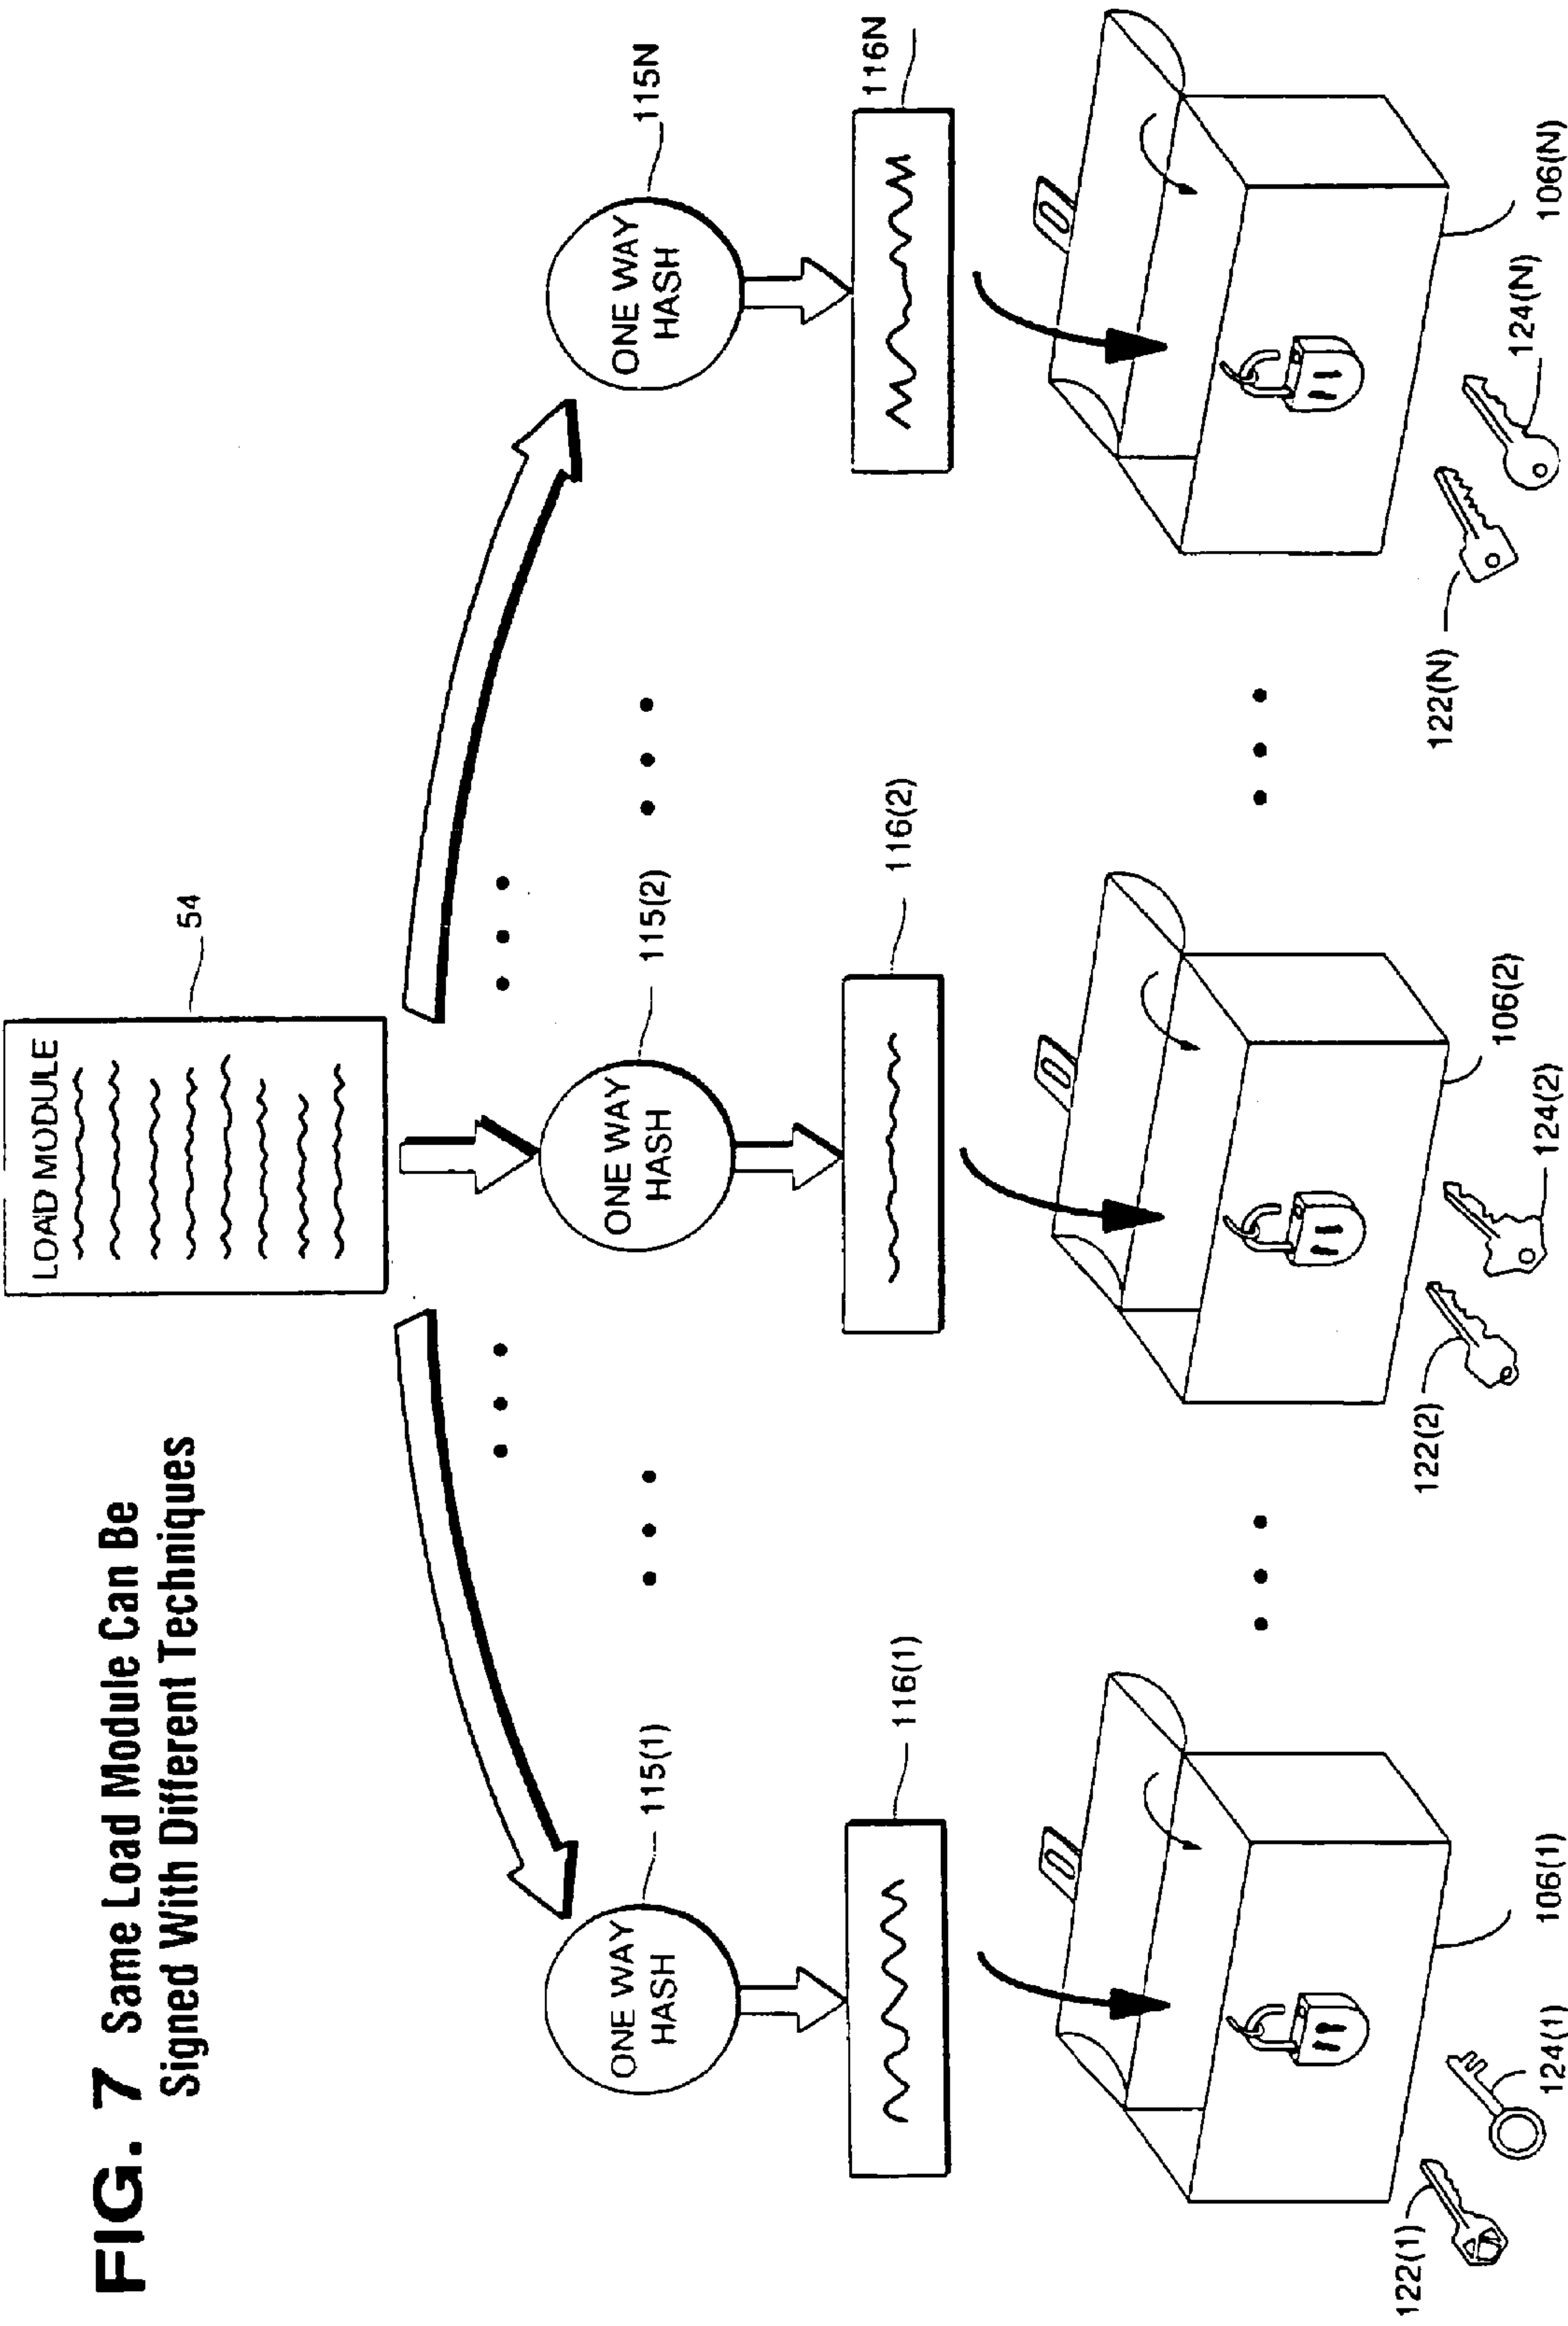 FIG. 7 Same Load Module Can Be
Signed With Different Techniques
LOAD MODULE
54
ONE WAY
HASH
115(1)
ONE WAY
HASH
115(2)
ONE WAY
HASH
115N
116(1)
116(2)
116N
122(1)
124(1)
106(1)
122(2)
124(2)
106(2)
122(N)
124(N)
106(N)